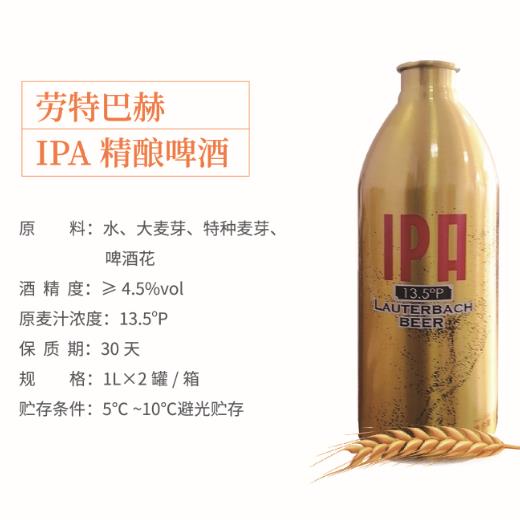 劳特巴赫
IPA 精酿啤酒
原 料：水、大麦芽、特种麦芽、
啤酒花
酒 精 度：≥ 4.5%vol
原麦汁浓度：13.5ºP
保 质 期：30 天
规 格：1L×2 罐 / 箱
贮存条件：5℃ ~10℃避光贮存
IPA
13.5ºP
LAUTERBACH
BEER